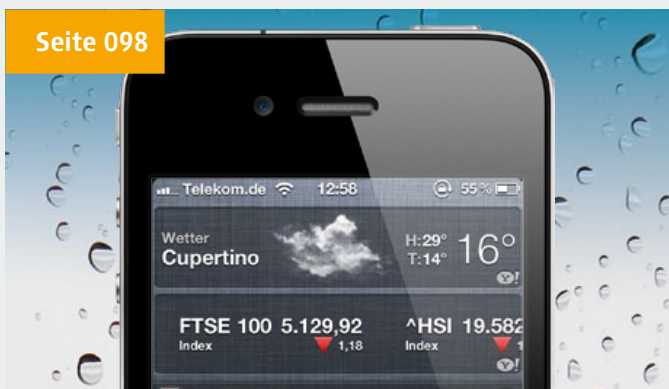 Seite 098
Telekom.de 12:58 55%
Wetter
Cupertino
H:29°
T:14°
16°
Y!
FTSE 100 5.129,92
Index 1,18
^HSI 19.582
Index 1
Y!